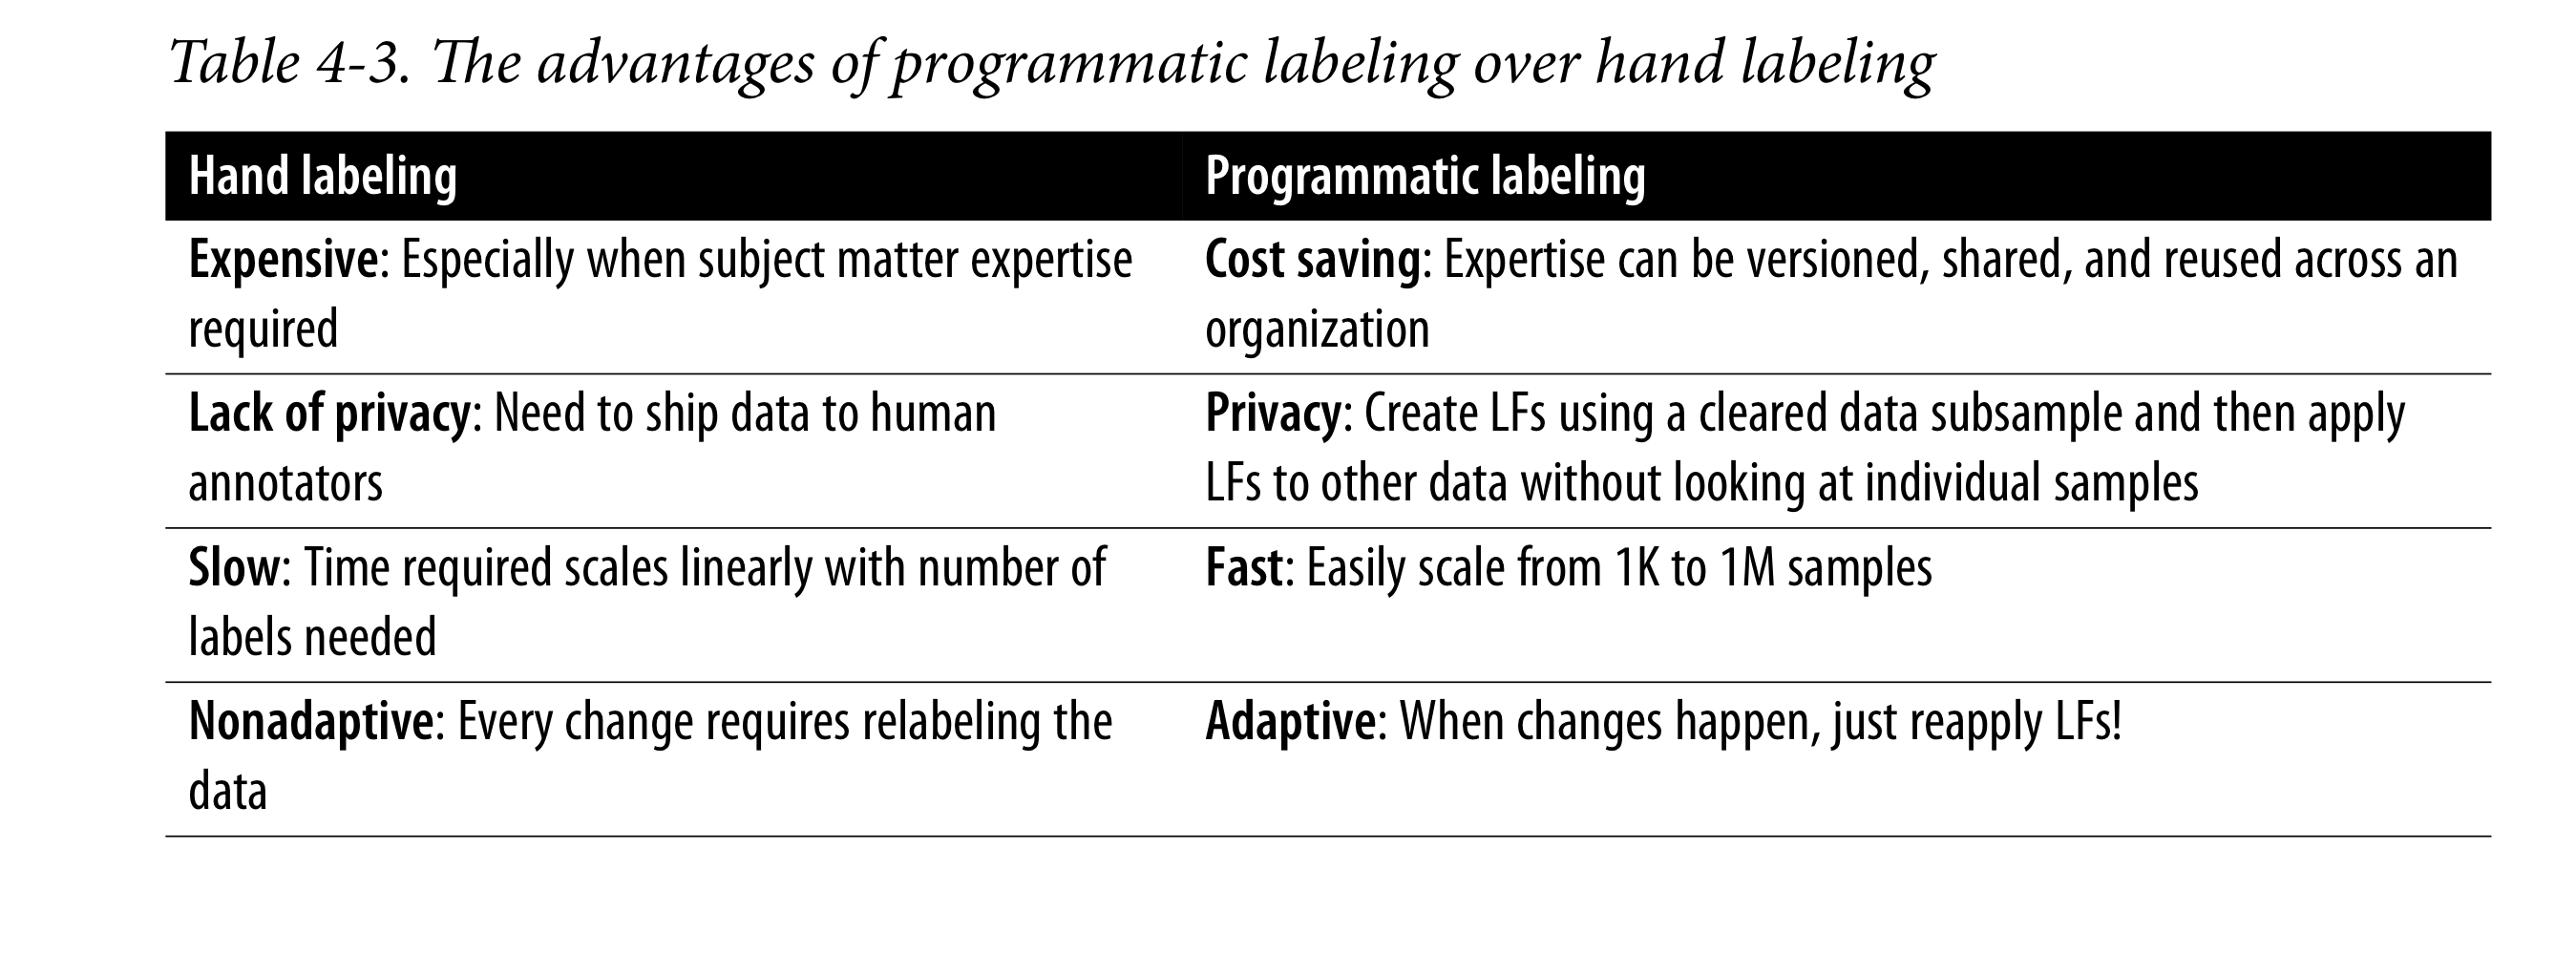 Table 4-3. The advantages of programmatic labeling over hand labeling
Hand labeling
Programmatic labeling
Expensive: Especially when subject matter expertise
required
Cost saving: Expertise can be versioned, shared, and reused across an
organization
Lack of privacy: Need to ship data to human
annotators
Privacy: Create LFs using a cleared data subsample and then apply
LFs to other data without looking at individual samples
Slow: Time required scales linearly with number of
labels needed
Fast: Easily scale from 1K to 1M samples
Nonadaptive: Every change requires relabeling the
data
Adaptive: When changes happen, just reapply LFs!